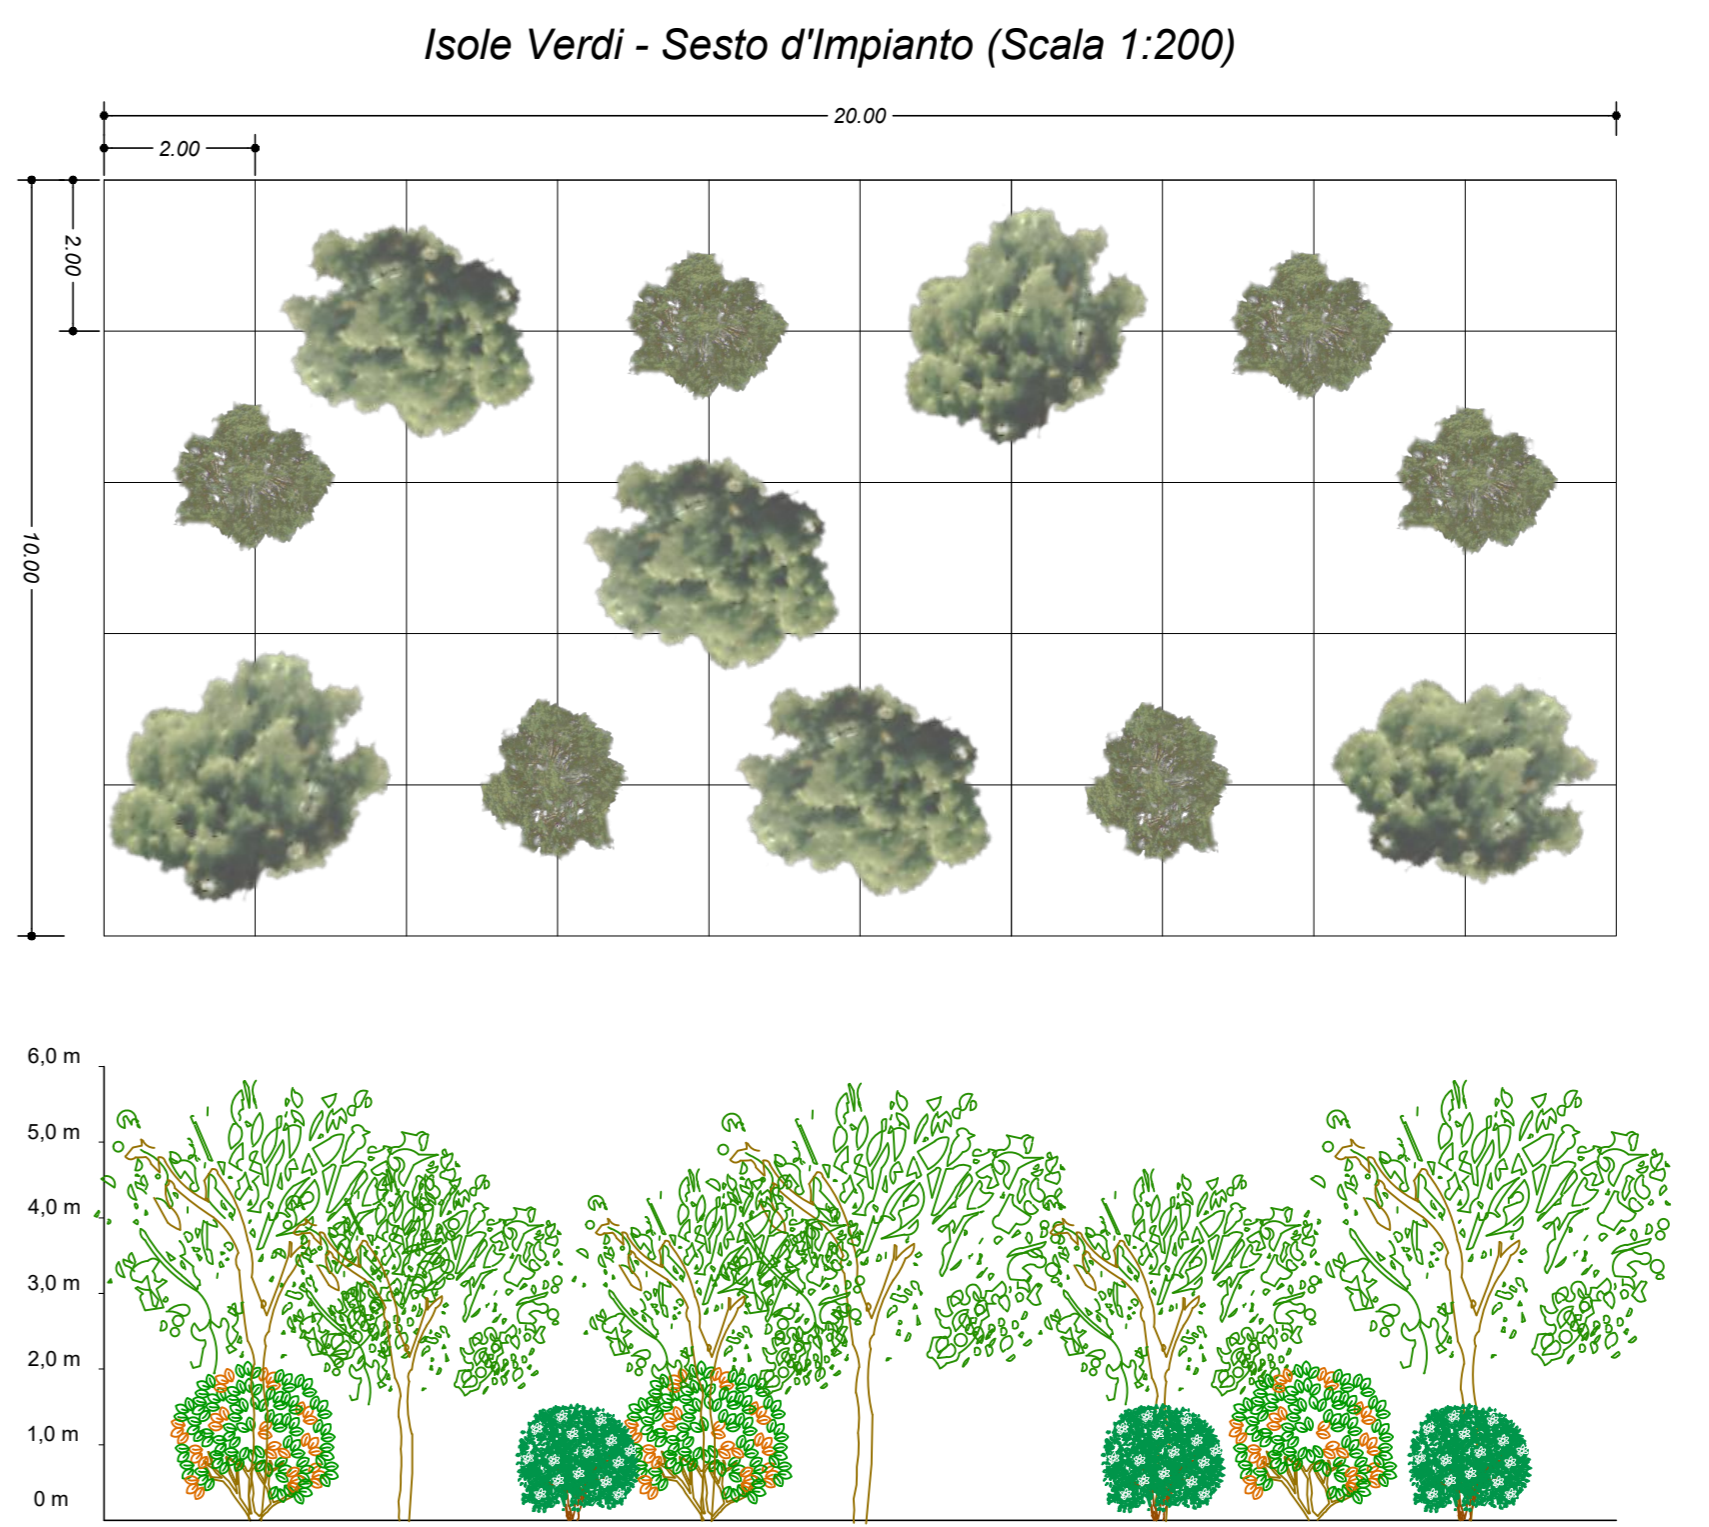 Isole Verdi - Sesto d'Impianto (Scala 1:200)
20.00
2.00
2.00
10.00
6,0 m
5,0 m
4,0 m
3,0 m
2,0 m
1,0 m
0 m